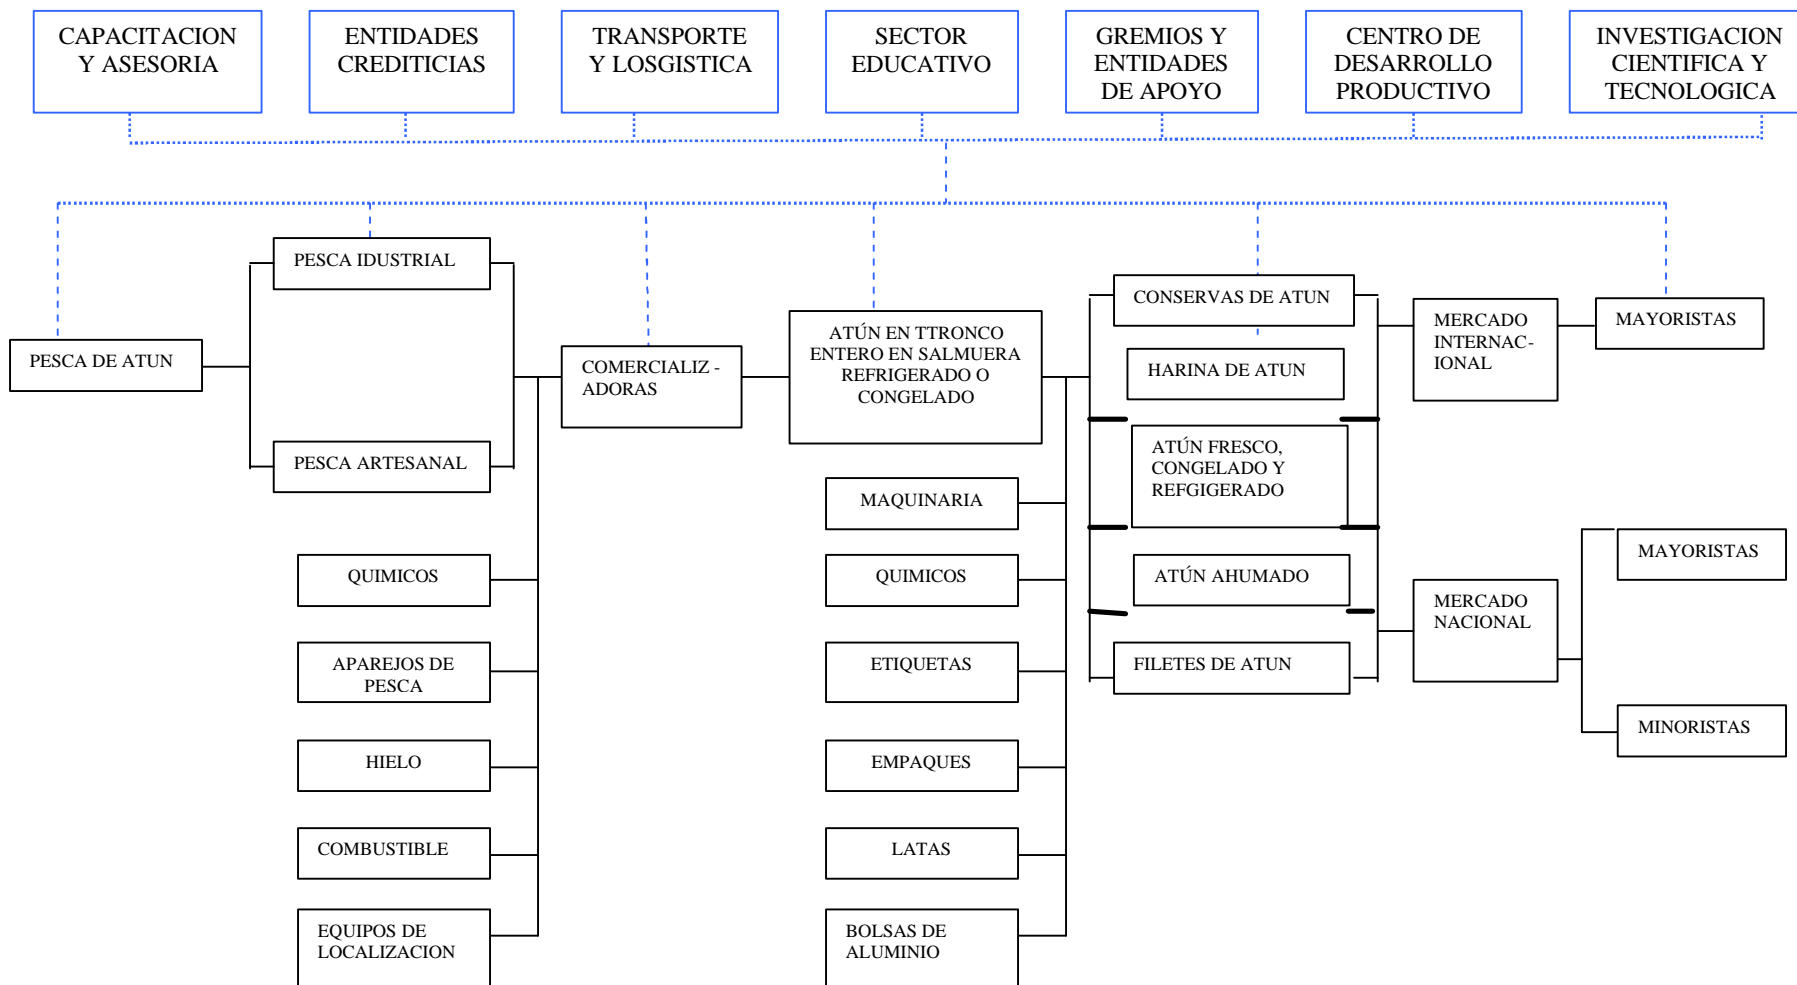 CAPACITACION
Y ASESORIA
ENTIDADES
CREDITICIAS
TRANSPORTE
Y LOSGISTICA
SECTOR
EDUCATIVO
GREMIOS Y
ENTIDADES
DE APOYO
CENTRO DE
DESARROLLO
PRODUCTIVO
INVESTIGACION
CIENTIFICA Y
TECNOLOGICA
PESCA DE ATUN
PESCA IDUSTRIAL
PESCA ARTESANAL
QUIMICOS
APAREJOS DE
PESCA
HIELO
COMBUSTIBLE
EQUIPOS DE
LOCALIZACION
COMERCIALIZ -
ADORAS
ATÚN EN TTRONCO
ENTERO EN SALMUERA
REFRIGERADO O
CONGELADO
MAQUINARIA
QUIMICOS
ETIQUETAS
EMPAQUES
LATAS
BOLSAS DE
ALUMINIO
CONSERVAS DE ATUN
HARINA DE ATUN
ATÚN FRESCO,
CONGELADO Y
REFGIGERADO
ATÚN AHUMADO
FILETES DE ATUN
MERCADO
INTERNAC-
IONAL
MAYORISTAS
MERCADO
NACIONAL
MAYORISTAS
MINORISTAS